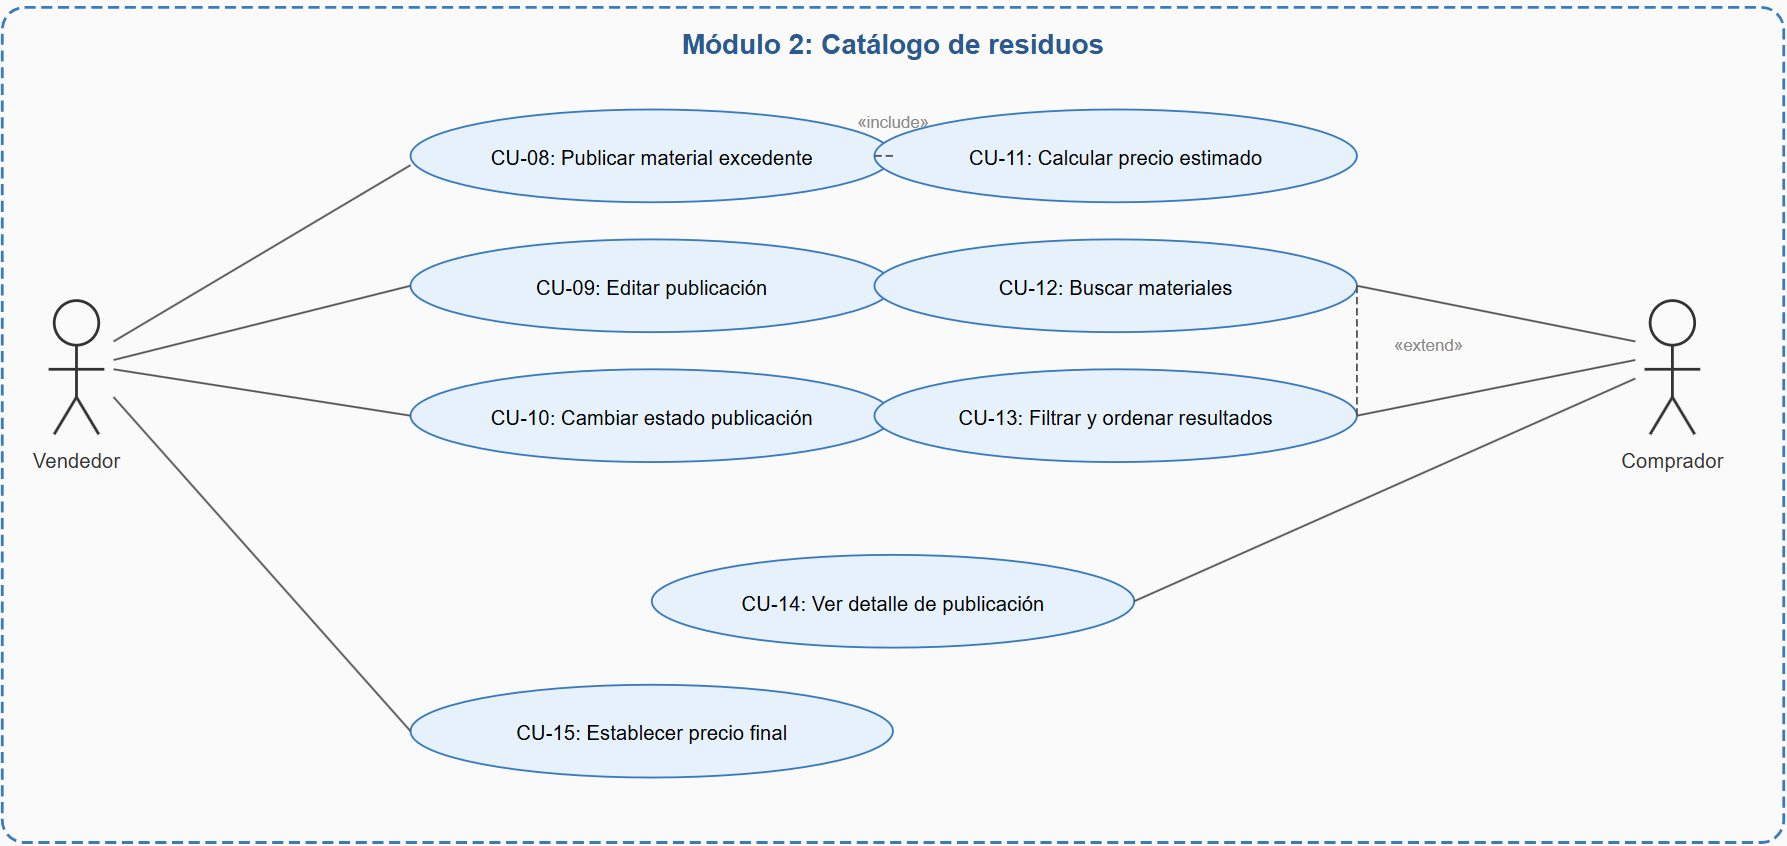 Módulo 2: Catálogo de residuos
«include»
CU-08: Publicar material excedente
CU-11: Calcular precio estimado
CU-09: Editar publicación
CU-12: Buscar materiales
«extend»
CU-10: Cambiar estado publicación
CU-13: Filtrar y ordenar resultados
Vendedor
Comprador
CU-14: Ver detalle de publicación
CU-15: Establecer precio final